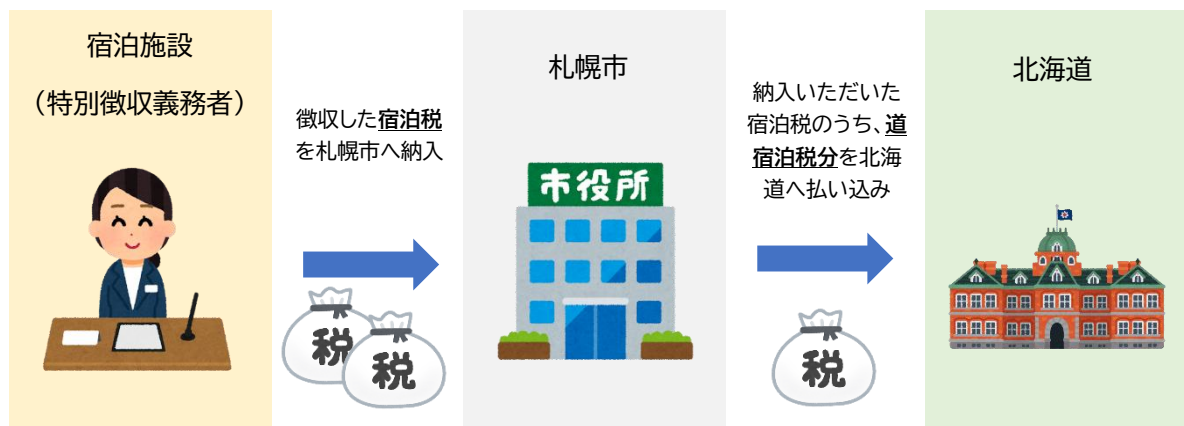 宿泊施設
（特別徴収義務者）
徴収した宿泊税
を札幌市へ納入
税
税
札幌市
市役所
納入いただいた
宿泊税のうち、道
宿泊税分を北海
道へ払い込み
税
北海道